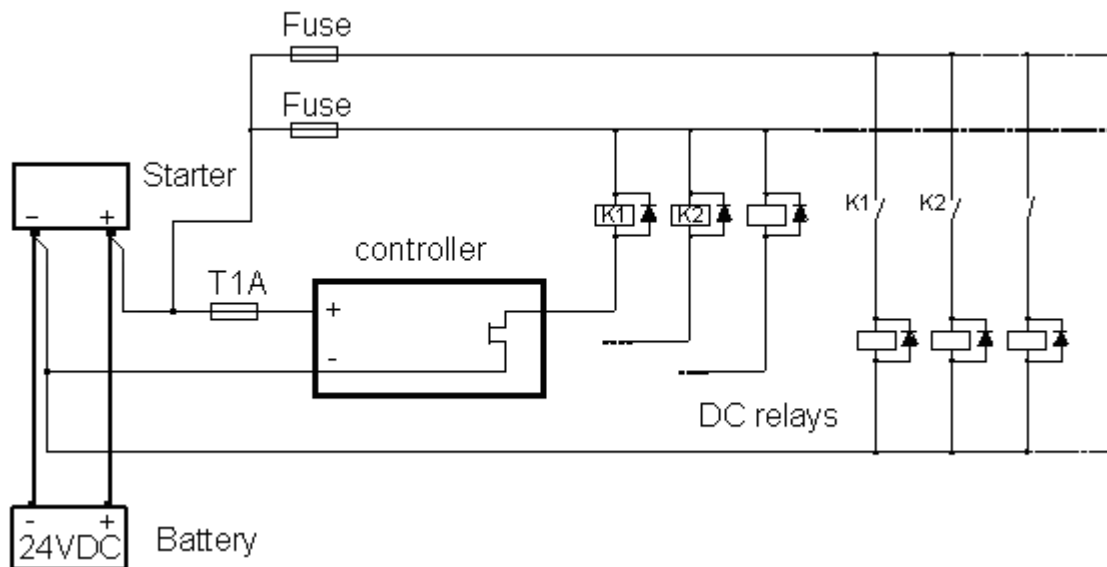 Fuse
Fuse
Starter
- +
K1 K2
K1 K2
controller
T1A
+
-
DC relays
- +
24VDC
Battery